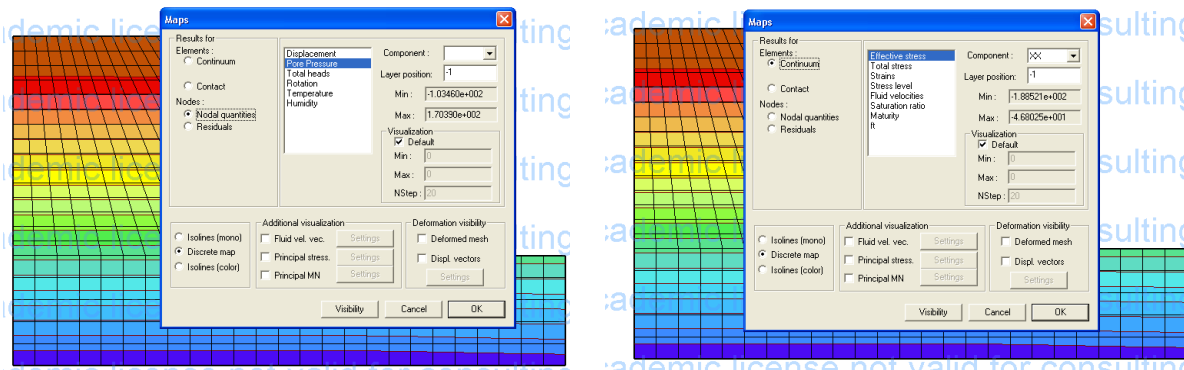 Maps
Results for
Elements :
Continuum
Contact
Nodes :
Nodal quantities
Residuals
Displacement
Pore Pressure
Total heads
Rotation
Temperature
Humidity
Component :
Layer position: -1
Min : -1.03460e+002
Max : 1.70390e+002
Visualization
Default
Min : 0
Max : 0
NStep : 20
Isolines (mono)
Discrete map
Isolines (color)
Additional visualization
Fluid vel. vec. Settings
Principal stress. Settings
Principal MN Settings
Deformation visibility
Deformed mesh
Displ. vectors
Settings
Visibility Cancel OK
academic license not valid for consulting
Maps
Results for
Elements :
Continuum
Contact
Nodes :
Nodal quantities
Residuals
Effective stress
Total stress
Strains
Stress level
Fluid velocities
Saturation ratio
Maturity
ft
Component : XX
Layer position: -1
Min : -1.88521e+002
Max : -4.68025e+001
Visualization
Default
Min : 0
Max : 0
NStep : 20
Isolines (mono)
Discrete map
Isolines (color)
Additional visualization
Fluid vel. vec. Settings
Principal stress. Settings
Principal MN Settings
Deformation visibility
Deformed mesh
Displ. vectors
Settings
Visibility Cancel OK
academic license not valid for consulting